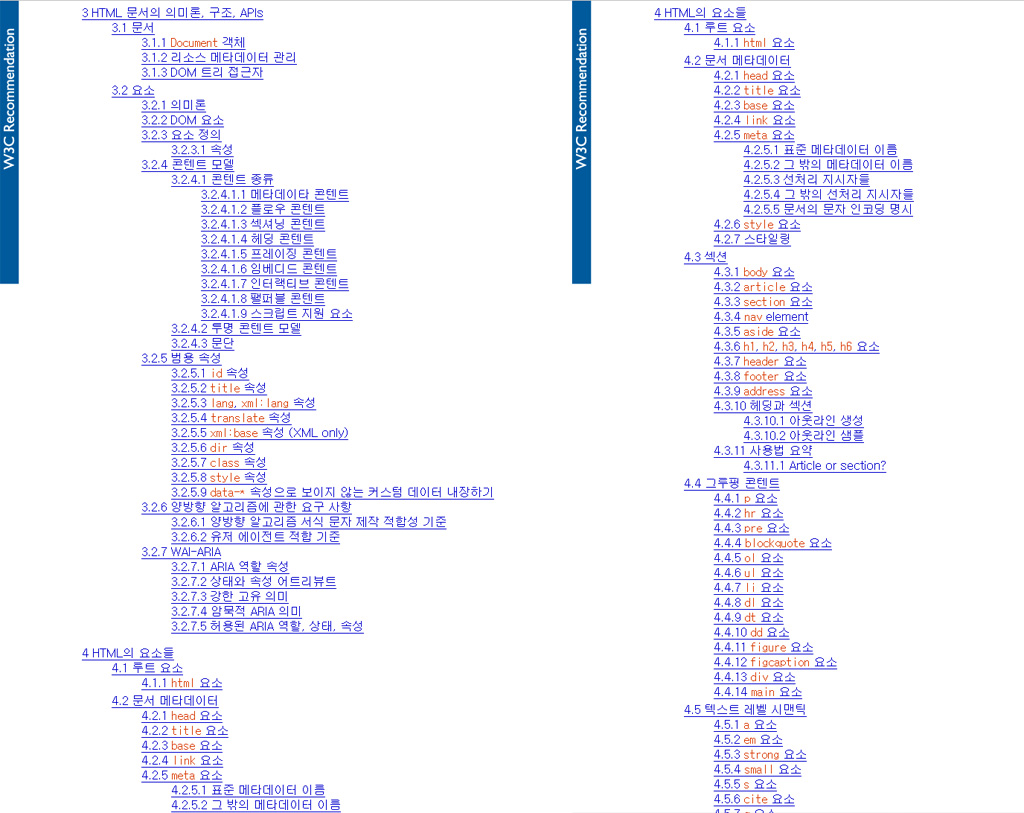 W3C Recommendation
3 HTML 문서의 의미론, 구조, APIs
3.1 문서
3.1.1 Document 객체
3.1.2 리소스 메타데이터 관리
3.1.3 DOM 트리 접근자
3.2 요소
3.2.1 의미론
3.2.2 DOM 요소
3.2.3 요소 정의
3.2.3.1 속성
3.2.4 콘텐트 모델
3.2.4.1 콘텐트 종류
3.2.4.1.1 메타데이타 콘텐트
3.2.4.1.2 플로우 콘텐트
3.2.4.1.3 섹셔닝 콘텐트
3.2.4.1.4 헤딩 콘텐트
3.2.4.1.5 프레이징 콘텐트
3.2.4.1.6 임베디드 콘텐트
3.2.4.1.7 인터랙티브 콘텐트
3.2.4.1.8 팰퍼블 콘텐트
3.2.4.1.9 스크립트 지원 요소
3.2.4.2 투명 콘텐트 모델
3.2.4.3 문단
3.2.5 범용 속성
3.2.5.1 id 속성
3.2.5.2 title 속성
3.2.5.3 lang, xml:lang 속성
3.2.5.4 translate 속성
3.2.5.5 xml:base 속성 (XML only)
3.2.5.6 dir 속성
3.2.5.7 class 속성
3.2.5.8 style 속성
3.2.5.9 data-* 속성으로 보이지 않는 커스텀 데이터 내장하기
3.2.6 양방향 알고리즘에 관한 요구 사항
3.2.6.1 양방향 알고리즘 서식 문자 제작 적합성 기준
3.2.6.2 유저 에이전트 적합 기준
3.2.7 WAI-ARIA
3.2.7.1 ARIA 역할 속성
3.2.7.2 상태와 속성 어트리뷰트
3.2.7.3 강한 고유 의미
3.2.7.4 암묵적 ARIA 의미
3.2.7.5 허용된 ARIA 역할, 상태, 속성
4 HTML의 요소들
4.1 루트 요소
4.1.1 html 요소
4.2 문서 메타데이터
4.2.1 head 요소
4.2.2 title 요소
4.2.3 base 요소
4.2.4 link 요소
4.2.5 meta 요소
4.2.5.1 표준 메타데이터 이름
4.2.5.2 그 밖의 메타데이터 이름
W3C Recommendation
4 HTML의 요소들
4.1 루트 요소
4.1.1 html 요소
4.2 문서 메타데이터
4.2.1 head 요소
4.2.2 title 요소
4.2.3 base 요소
4.2.4 link 요소
4.2.5 meta 요소
4.2.5.1 표준 메타데이터 이름
4.2.5.2 그 밖의 메타데이터 이름
4.2.5.3 선처리 지시자들
4.2.5.4 그 밖의 선처리 지시자들
4.2.5.5 문서의 문자 인코딩 명시
4.2.6 style 요소
4.2.7 스타일링
4.3 섹션
4.3.1 body 요소
4.3.2 article 요소
4.3.3 section 요소
4.3.4 nav element
4.3.5 aside 요소
4.3.6 h1, h2, h3, h4, h5, h6 요소
4.3.7 header 요소
4.3.8 footer 요소
4.3.9 address 요소
4.3.10 헤딩과 섹션
4.3.10.1 아웃라인 생성
4.3.10.2 아웃라인 샘플
4.3.11 사용법 요약
4.3.11.1 Article or section?
4.4 그루핑 콘텐트
4.4.1 p 요소
4.4.2 hr 요소
4.4.3 pre 요소
4.4.4 blockquote 요소
4.4.5 ol 요소
4.4.6 ul 요소
4.4.7 li 요소
4.4.8 dl 요소
4.4.9 dt 요소
4.4.10 dd 요소
4.4.11 figure 요소
4.4.12 figcaption 요소
4.4.13 div 요소
4.4.14 main 요소
4.5 텍스트 레벨 시맨틱
4.5.1 a 요소
4.5.2 em 요소
4.5.3 strong 요소
4.5.4 small 요소
4.5.5 s 요소
4.5.6 cite 요소